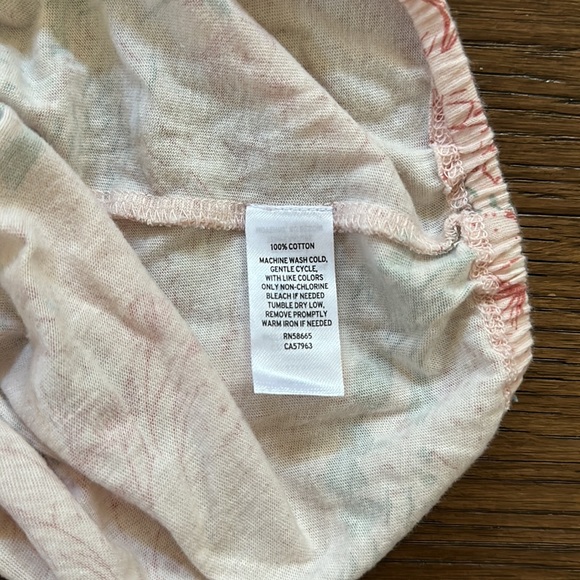 100% COTTON
MACHINE WASH COLD,
GENTLE CYCLE,
WITH LIKE COLORS
ONLY NON-CHLORINE
BLEACH IF NEEDED
TUMBLE DRY LOW,
REMOVE PROMPTLY
WARM IRON IF NEEDED
RN58665
CA57963